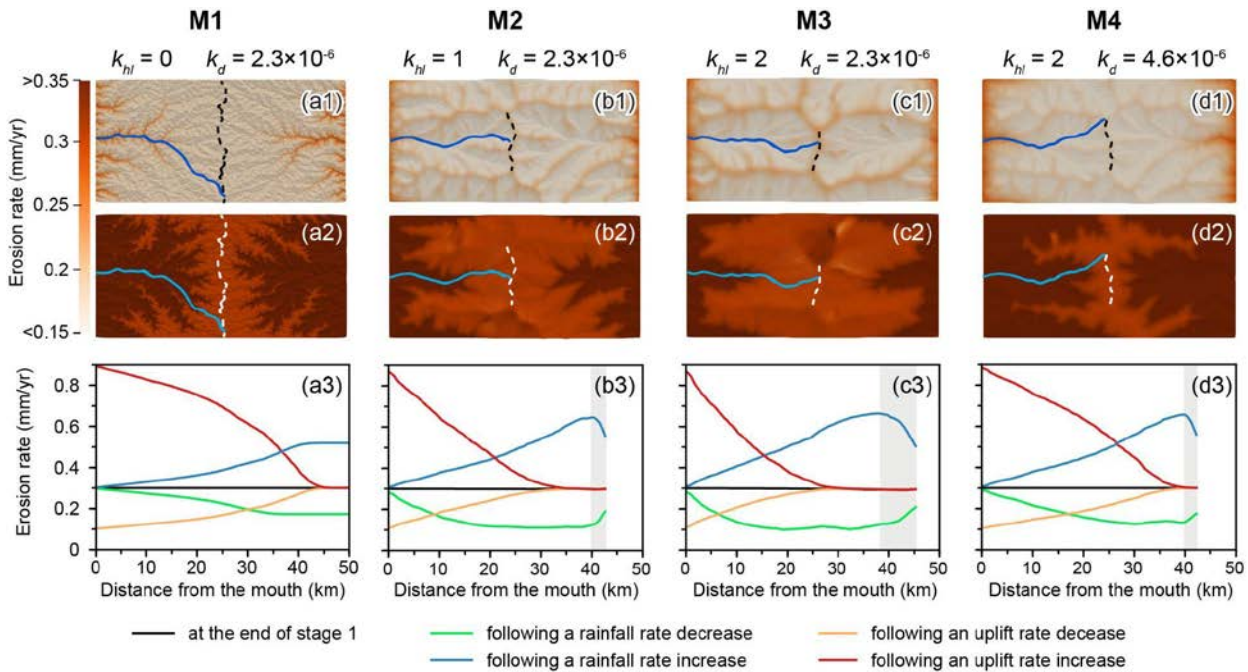 M1 M2 M3 M4
k_hl = 0 k_d = 2.3×10⁻⁶ k_hl = 1 k_d = 2.3×10⁻⁶ k_hl = 2 k_d = 2.3×10⁻⁶ k_hl = 2 k_d = 4.6×10⁻⁶
>0.35
0.3
0.25
0.2
<0.15
Erosion rate (mm/yr)
(a1) (b1) (c1) (d1)
(a2) (b2) (c2) (d2)
(a3) (b3) (c3) (d3)
Erosion rate (mm/yr)
0.8
0.6
0.4
0.2
0
0 10 20 30 40 50 0 10 20 30 40 50 0 10 20 30 40 50 0 10 20 30 40 50
Distance from the mouth (km) Distance from the mouth (km) Distance from the mouth (km) Distance from the mouth (km)
at the end of stage 1 following a rainfall rate decrease following an uplift rate decease
following a rainfall rate increase following an uplift rate increase